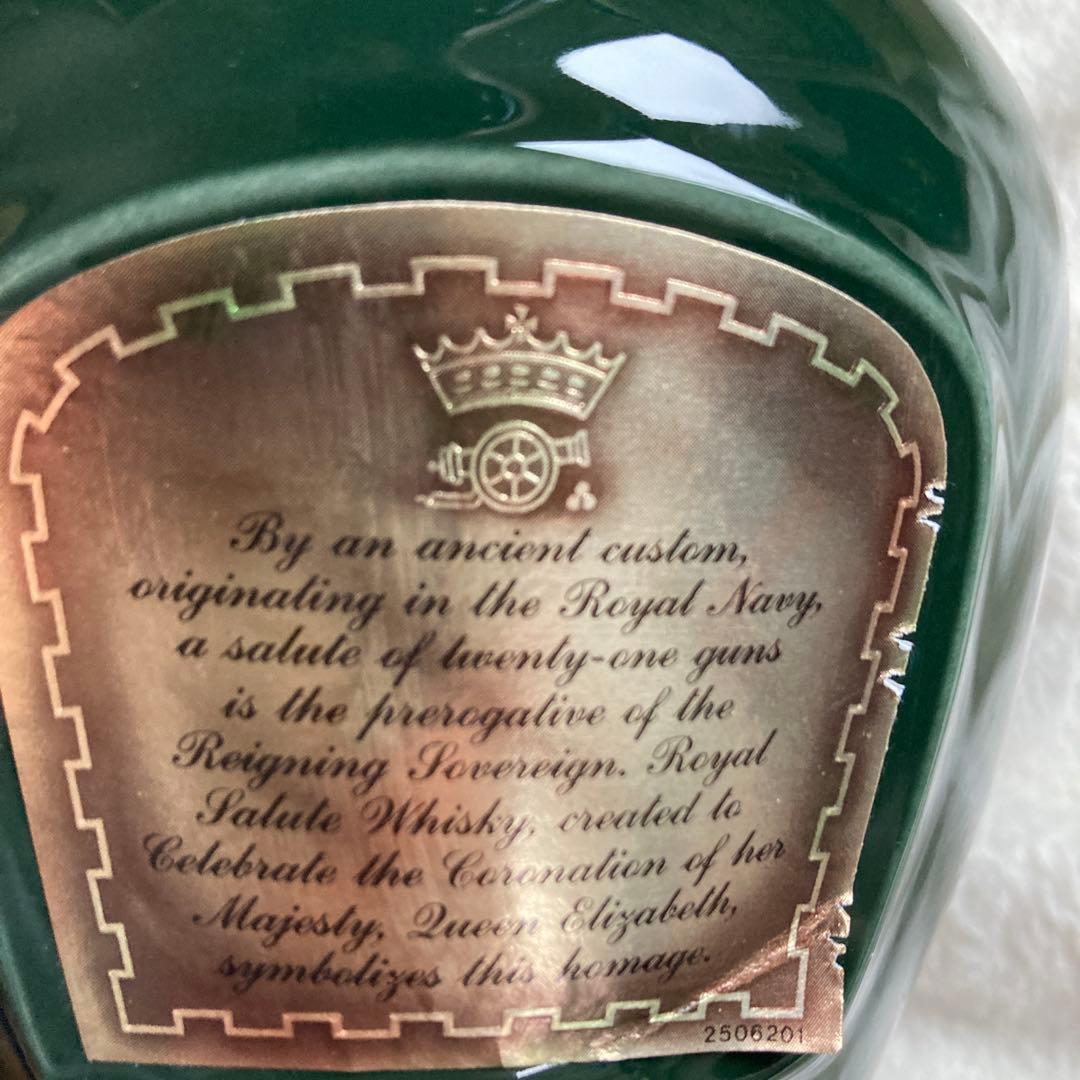 By an ancient custom,
originating in the Royal Navy,
a salute of twenty-one guns
is the prerogative of the
Reigning Sovereign. Royal
Salute Whisky, created to
Celebrate the Coronation of her
Majesty, Queen Elizabeth,
symbolizes this homage.
2506201